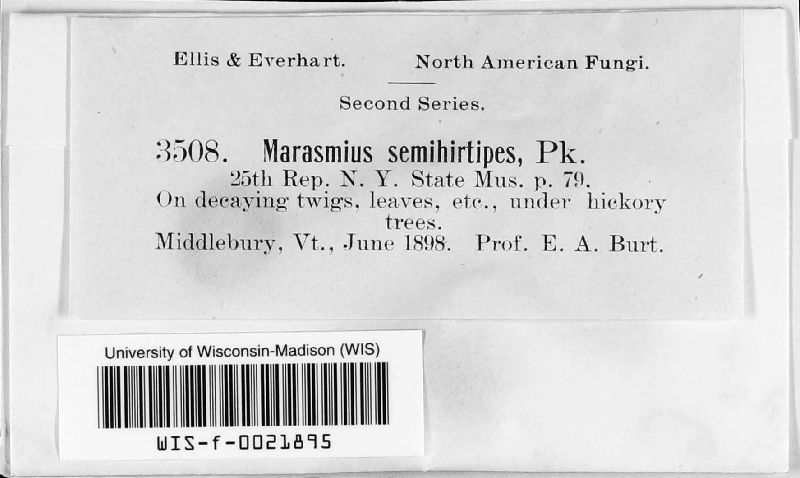 Ellis & Everhart. North American Fungi.
Second Series.
3508. Marasmius semihirtipes, Pk.
25th Rep. N. Y. State Mus. p. 79.
On decaying twigs, leaves, etc., under hickory
trees.
Middlebury, Vt., June 1898. Prof. E. A. Burt.
University of Wisconsin-Madison (WIS)
WIS-f-0021895